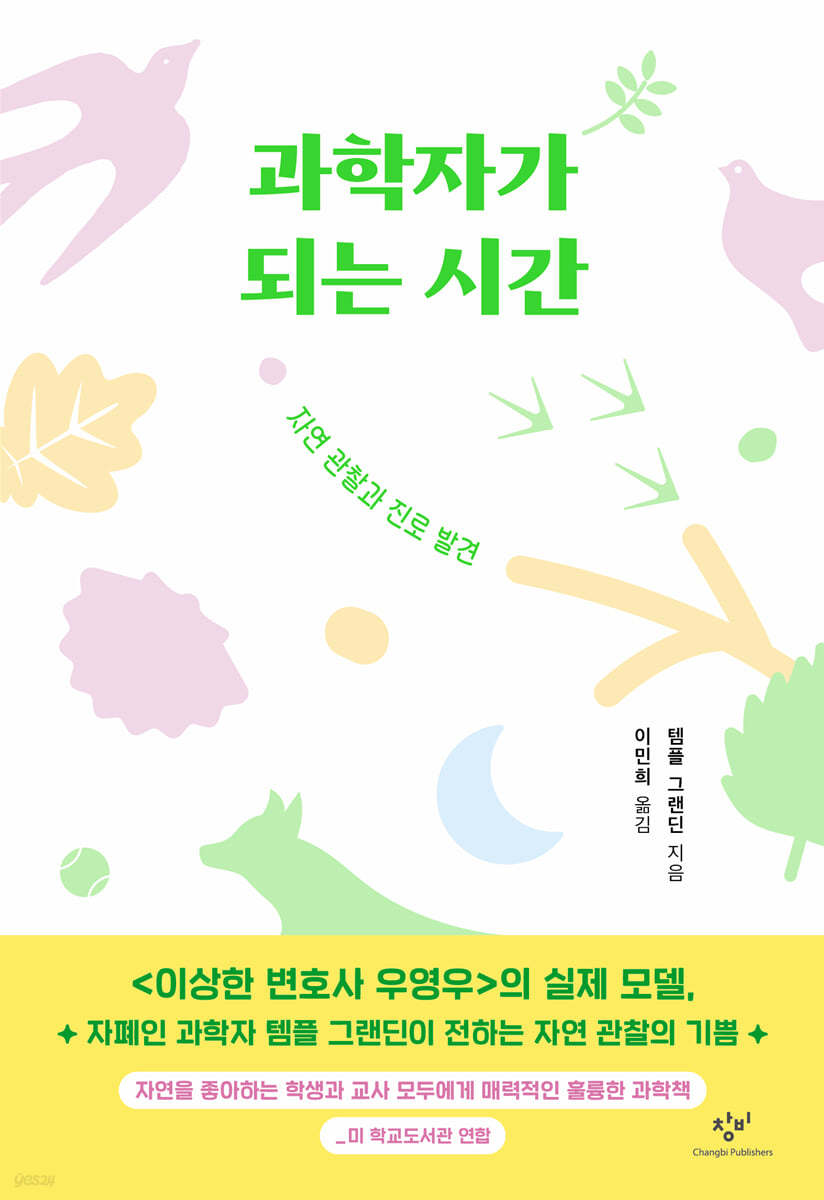 과학자가
되는 시간
자연 관찰과 진로 발견
템플 그랜딘 지음
이민희 옮김
<이상한 변호사 우영우>의 실제 모델,
자폐인 과학자 템플 그랜딘이 전하는 자연 관찰의 기쁨
자연을 좋아하는 학생과 교사 모두에게 매력적인 훌륭한 과학책
_미 학교도서관 연합
창비
Changbi Publishers
yes24